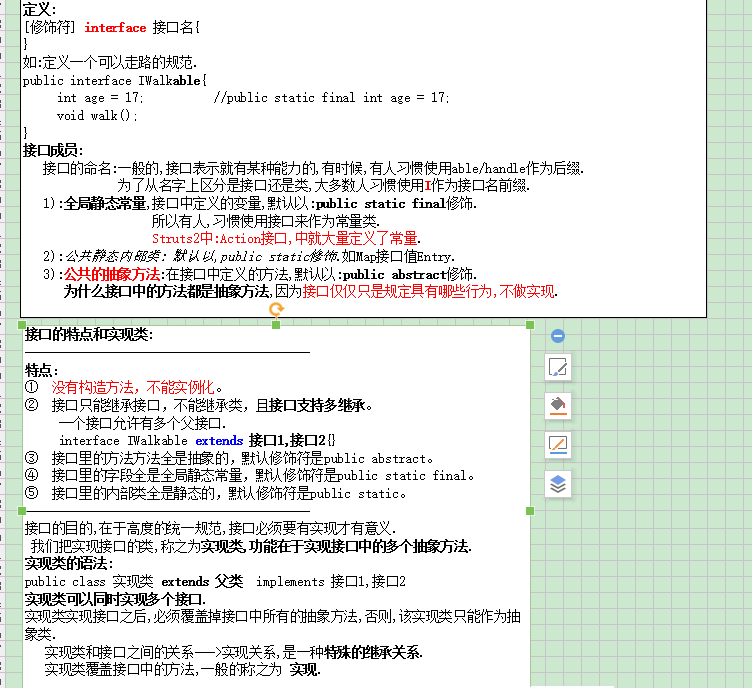 定义:
[修饰符] interface 接口名{
}
如:定义一个可以走路的规范.
public interface IWalkable{
int age = 17; //public static final int age = 17;
void walk();
}
接口成员:
接口的命名:一般的,接口表示就有某种能力的,有时候,有人习惯使用able/handle作为后缀.
为了从名字上区分是接口还是类,大多数人习惯使用I作为接口名前缀.
1):全局静态常量,接口中定义的变量,默认以:public static final修饰.
所以有人,习惯使用接口来作为常量类.
Struts2中:Action接口,中就大量定义了常量.
2):公共静态内部类: 默认以,public static修饰.如Map接口值Entry.
3):公共的抽象方法:在接口中定义的方法,默认以:public abstract修饰.
为什么接口中的方法都是抽象方法,因为接口仅仅只是规定具有哪些行为,不做实现.
接口的特点和实现类:
特点:
① 没有构造方法，不能实例化。
② 接口只能继承接口，不能继承类，且接口支持多继承。
一个接口允许有多个父接口.
interface IWalkable extends 接口1,接口2{}
③ 接口里的方法方法全是抽象的，默认修饰符是public abstract。
④ 接口里的字段全是全局静态常量，默认修饰符是public static final。
⑤ 接口里的内部类全是静态的，默认修饰符是public static。
接口的目的,在于高度的统一规范,接口必须要有实现才有意义.
我们把实现接口的类,称之为实现类,功能在于实现接口中的多个抽象方法.
实现类的语法:
public class 实现类 extends 父类 implements 接口1,接口2
实现类可以同时实现多个接口.
实现类实现接口之后,必须覆盖掉接口中所有的抽象方法,否则,该实现类只能作为抽
象类.
实现类和接口之间的关系--->实现关系,是一种特殊的继承关系.
实现类覆盖接口中的方法,一般的称之为 实现.